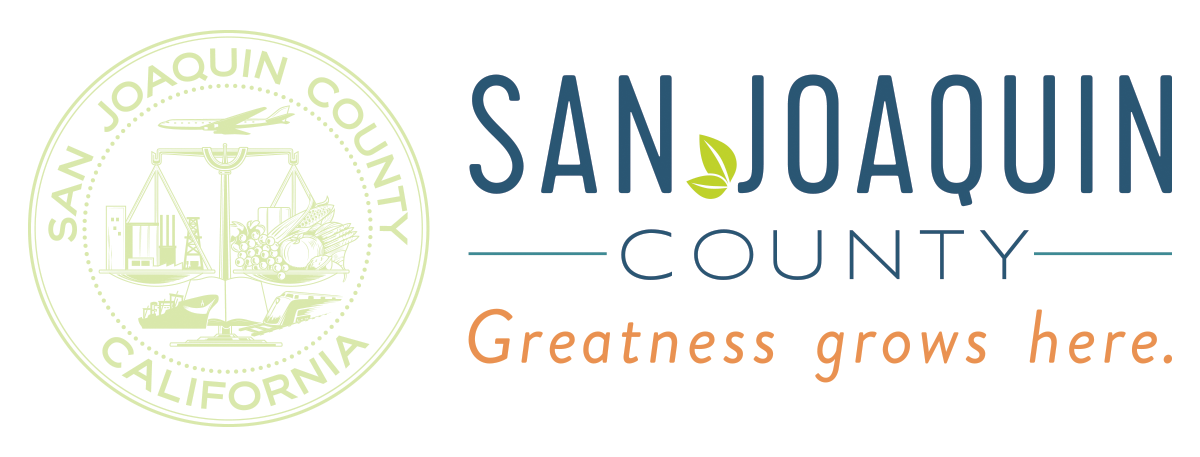 SAN JOAQUIN COUNTY
CALIFORNIA
SAN JOAQUIN
COUNTY
Greatness grows here.